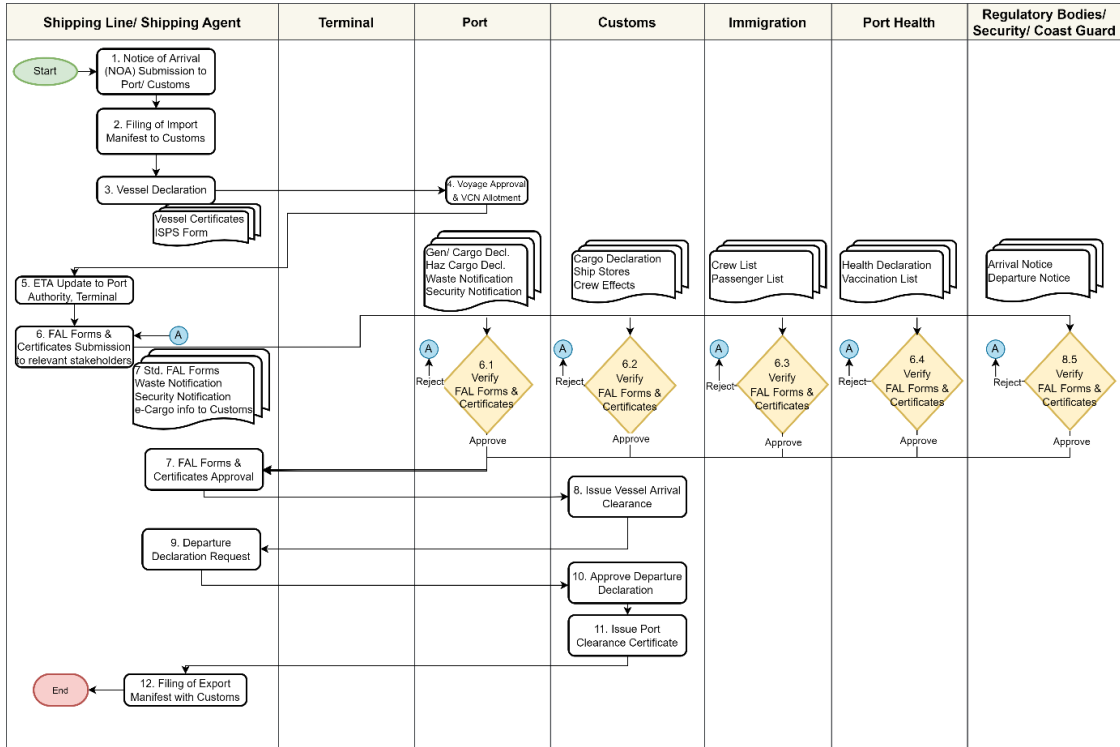 Shipping Line/ Shipping Agent
Terminal
Port
Customs
Immigration
Port Health
Regulatory Bodies/
Security/ Coast Guard
Start
1. Notice of Arrival
(NOA) Submission to
Port/ Customs
2. Filing of Import
Manifest to Customs
3. Vessel Declaration
4. Voyage Approval
& VCN Allotment
Vessel Certificates
ISPS Form
Gen/ Cargo Decl.
Haz Cargo Decl.
Waste Notification
Security Notification
Cargo Declaration
Ship Stores
Crew Effects
Crew List
Passenger List
Health Declaration
Vaccination List
Arrival Notice
Departure Notice
5. ETA Update to Port
Authority, Terminal
6. FAL Forms &
Certificates Submission
to relevant stakeholders
A
7 Std. FAL Forms
Waste Notification
Security Notification
e-Cargo info to Customs
A
Reject
6.1
Verify
FAL Forms &
Certificates
Approve
A
Reject
6.2
Verify
FAL Forms &
Certificates
Approve
A
Reject
6.3
Verify
FAL Forms &
Certificates
Approve
A
Reject
6.4
Verify
FAL Forms &
Certificates
Approve
A
Reject
8.5
Verify
FAL Forms &
Certificates
Approve
7. FAL Forms &
Certificates Approval
8. Issue Vessel Arrival
Clearance
9. Departure
Declaration Request
10. Approve Departure
Declaration
11. Issue Port
Clearance Certificate
12. Filing of Export
Manifest with Customs
End